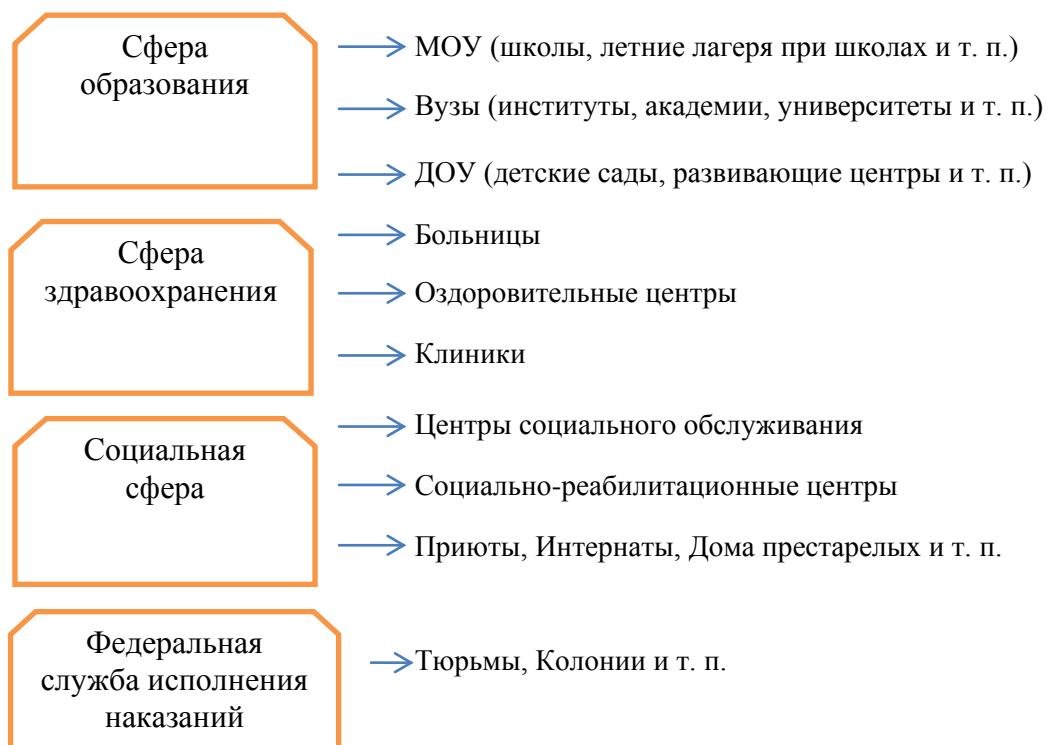 Сфера
образования
МОУ (школы, летние лагеря при школах и т. п.)
Вузы (институты, академии, университеты и т. п.)
ДОУ (детские сады, развивающие центры и т. п.)
Сфера
здравоохранения
Больницы
Оздоровительные центры
Клиники
Социальная
сфера
Центры социального обслуживания
Социально-реабилитационные центры
Приюты, Интернаты, Дома престарелых и т. п.
Федеральная
служба исполнения
наказаний
Тюрьмы, Колонии и т. п.